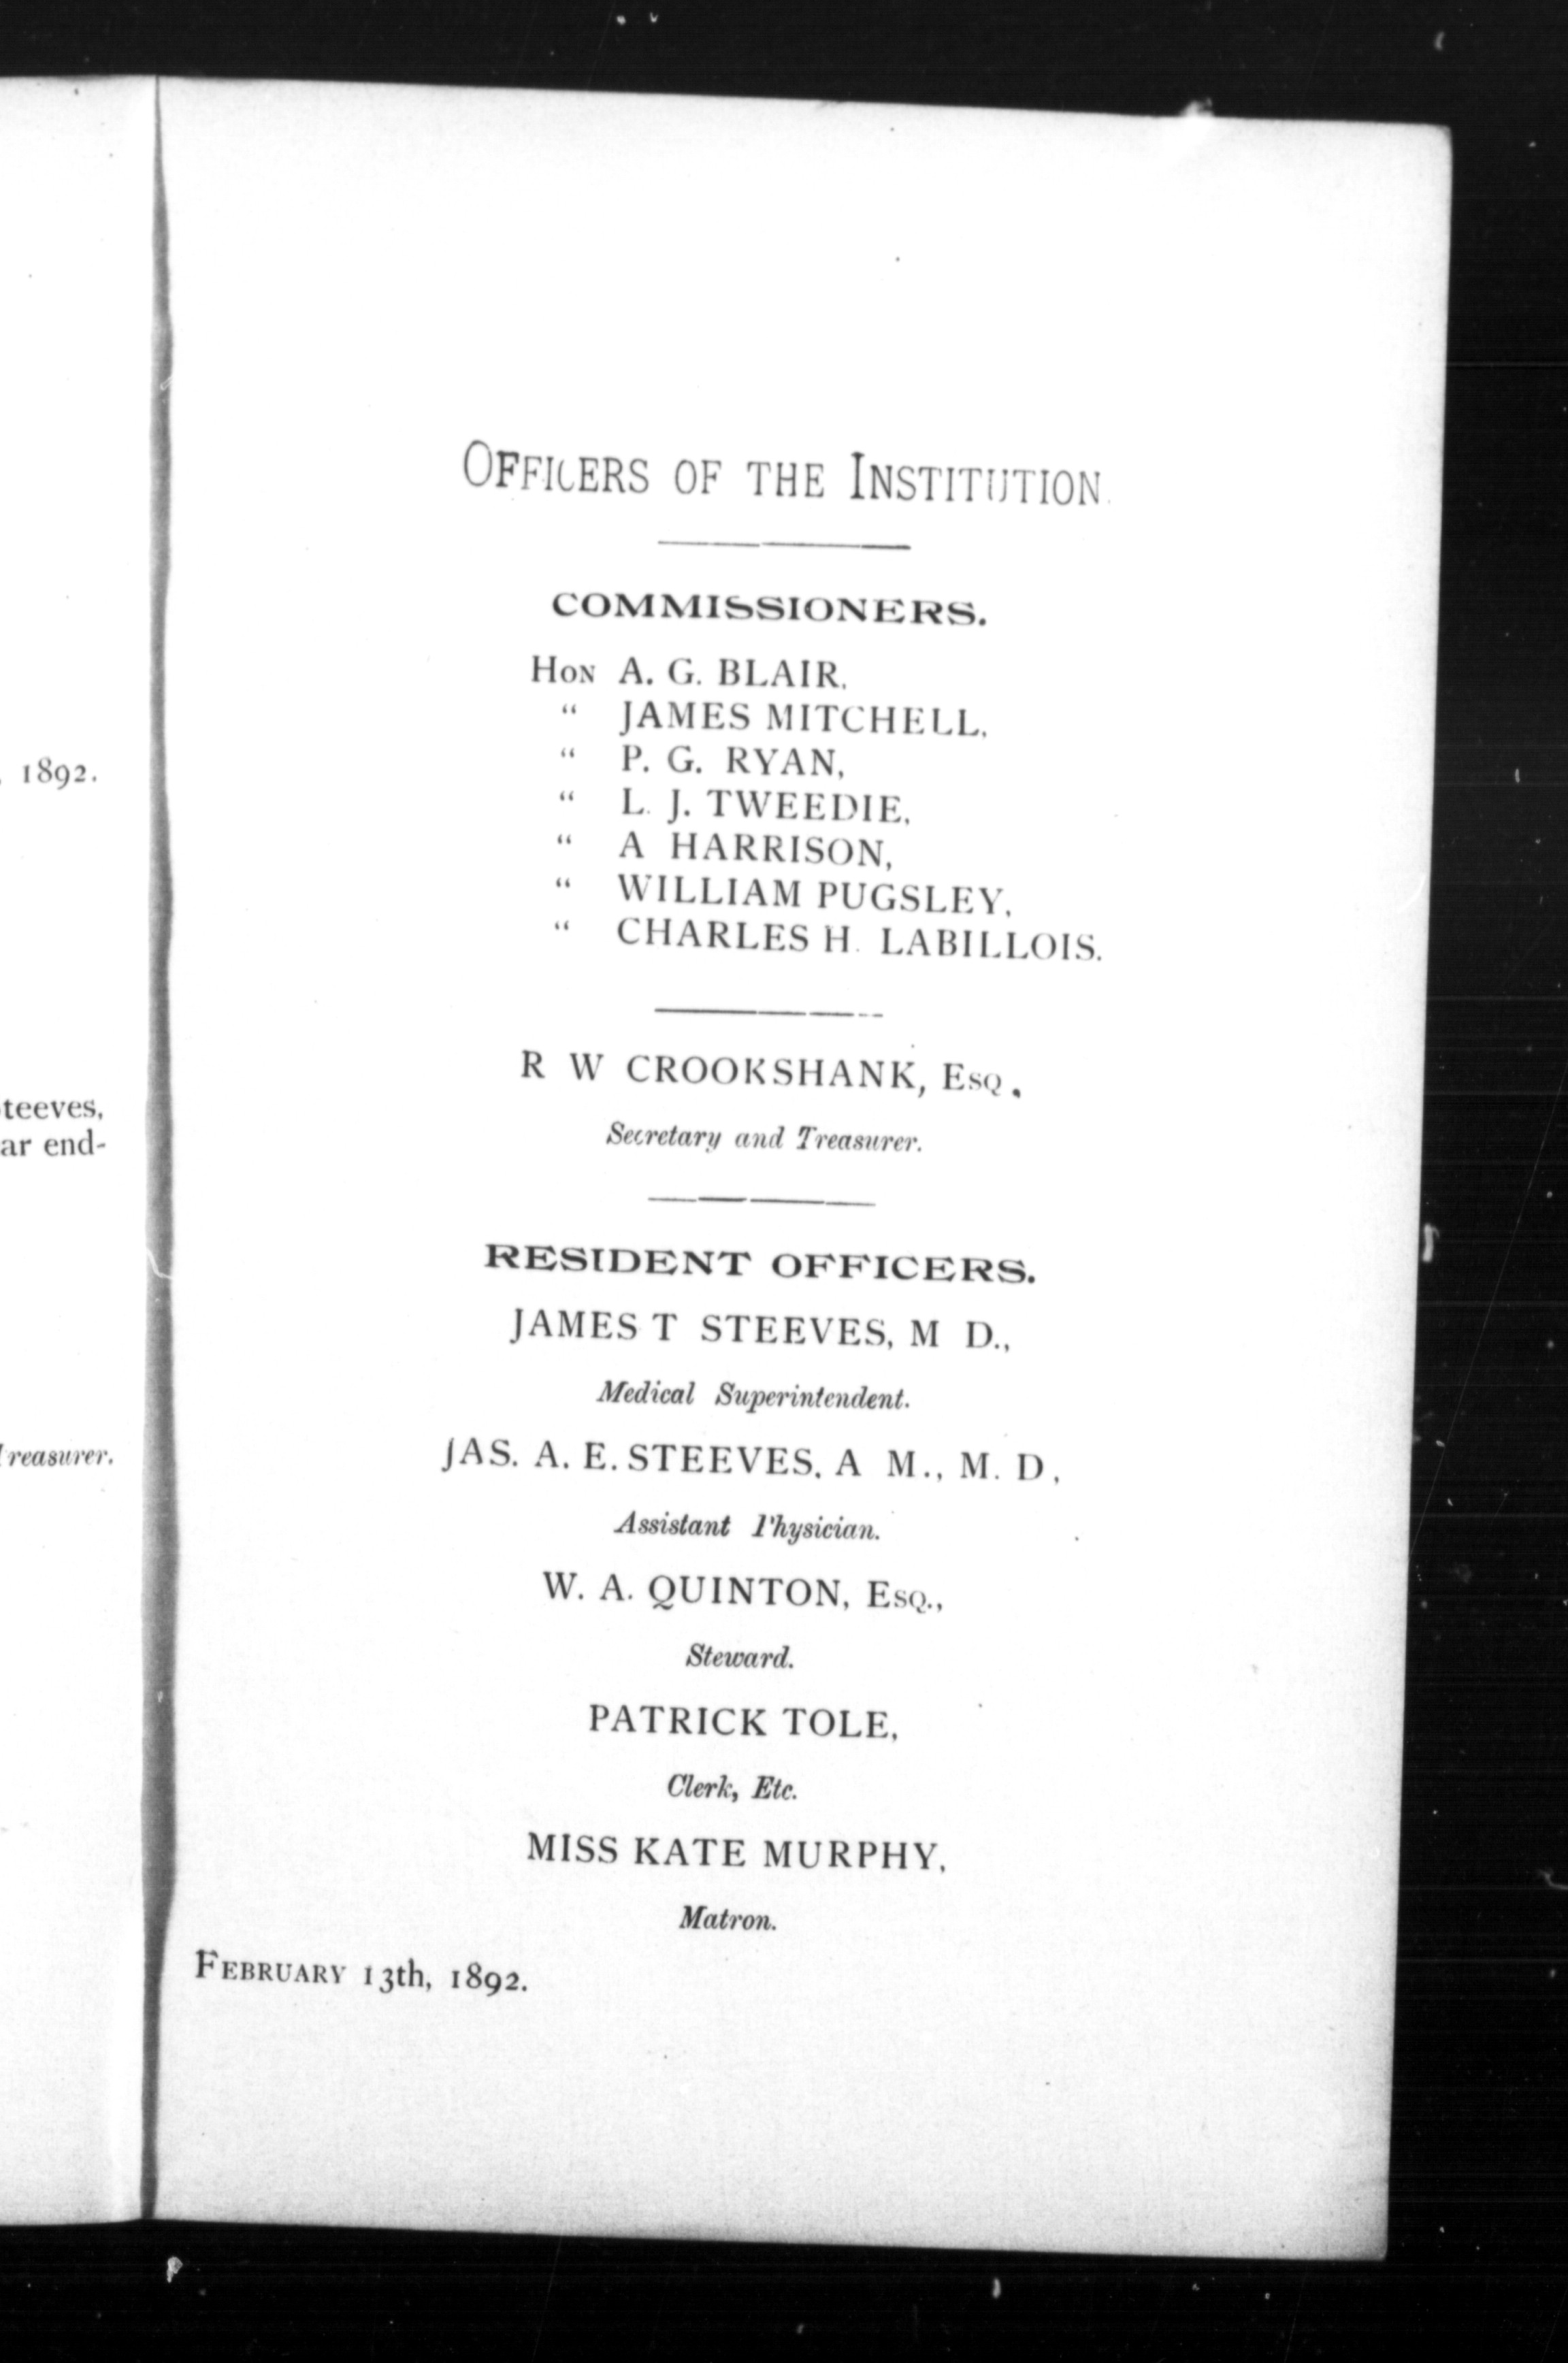 , 1892.
teeves,
ar end-
Treasurer.
OFFICERS OF THE INSTITUTION.
COMMISSIONERS.
HON A. G. BLAIR,
“ JAMES MITCHELL,
“ P. G. RYAN,
“ L. J. TWEEDIE,
“ A HARRISON,
“ WILLIAM PUGSLEY,
“ CHARLES H. LABILLOIS.
R W CROOKSHANK, ESQ.
Secretary and Treasurer.
RESIDENT OFFICERS.
JAMES T STEEVES, M D.,
Medical Superintendent.
JAS. A. E. STEEVES, A M., M. D,
Assistant Physician.
W. A. QUINTON, ESQ.,
Steward.
PATRICK TOLE,
Clerk, Etc.
MISS KATE MURPHY,
Matron.
FEBRUARY 13th, 1892.